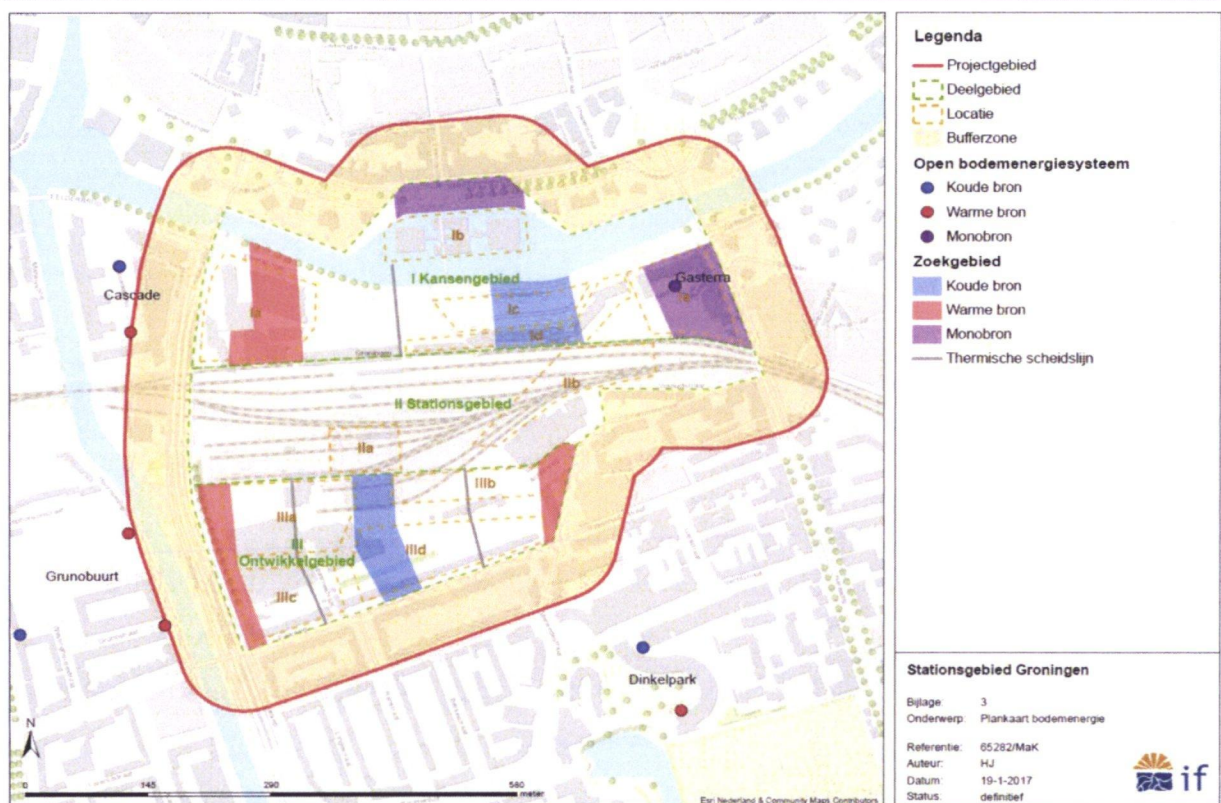 Cascade
Grunobuurt
Dinkelpark
Gasterra
Ia
Ib
I Kansengebied
Ic
Id
IIb
II Stationsgebied
IIa
IIIb
IIIa
III
Ontwikkelgebied
IIId
IIIc
N
0 145 290 580
meter
Esri Nederland & Community Maps Contributors
Legenda
Projectgebied
Deelgebied
Locatie
Bufferzone
Open bodemenergiesysteem
Koude bron
Warme bron
Monobron
Zoekgebied
Koude bron
Warme bron
Monobron
Thermische scheidslijn
Stationsgebied Groningen
Bijlage: 3
Onderwerp: Plankaart bodemenergie
Referentie: 65282/MaK
Auteur: HJ
Datum: 19-1-2017
Status: definitief
if